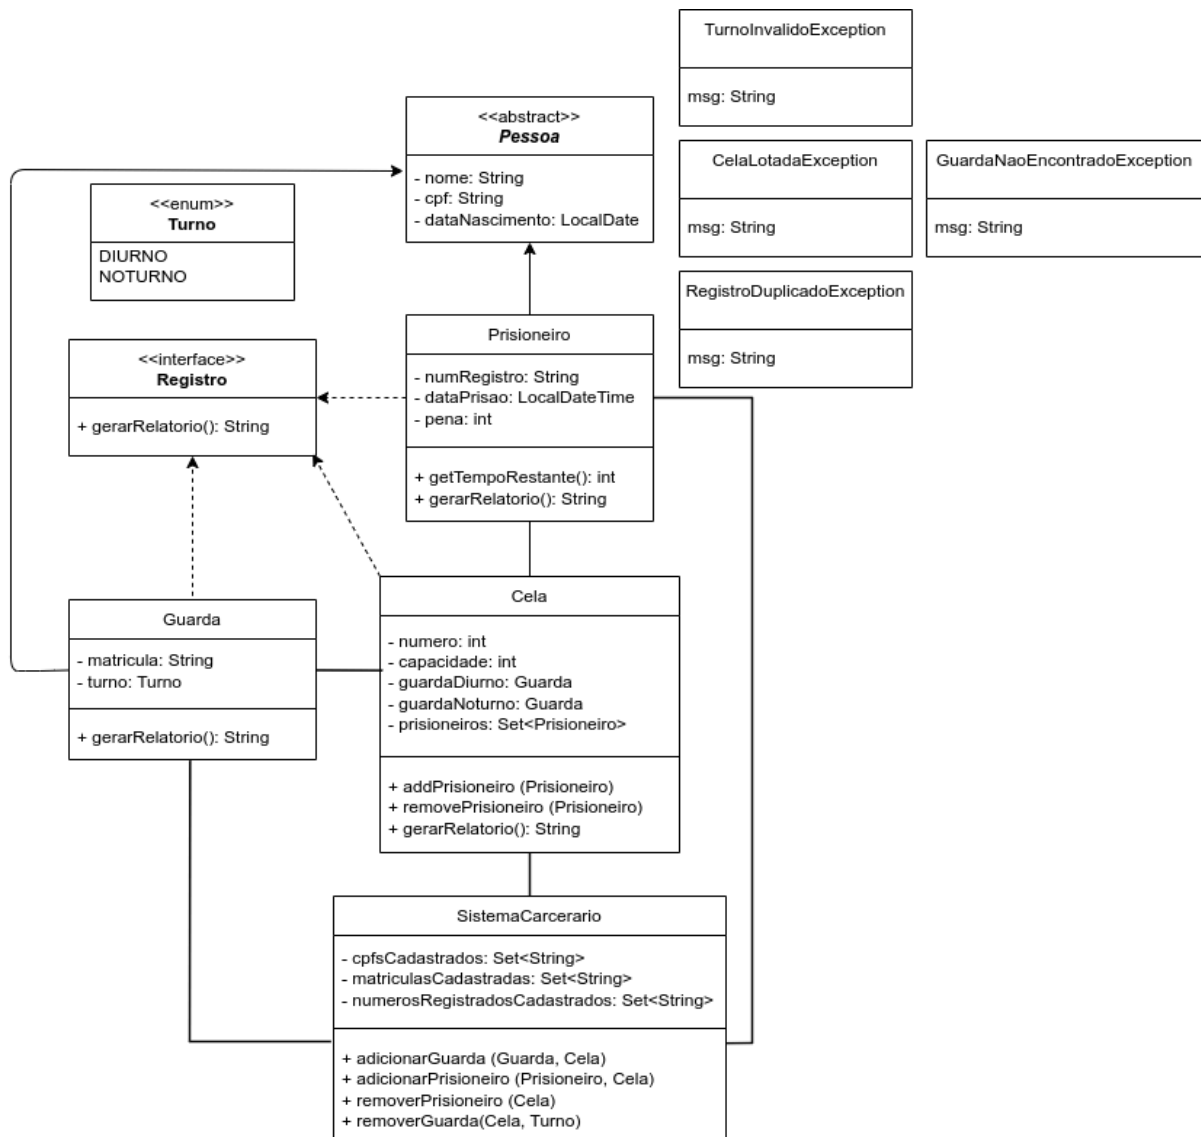 TurnoInvalidoException
msg: String
<<abstract>>
Pessoa
- nome: String
- cpf: String
- dataNascimento: LocalDate
CelaLotadaException
msg: String
GuardaNaoEncontradoException
msg: String
<<enum>>
Turno
DIURNO
NOTURNO
RegistroDuplicadoException
msg: String
Prisioneiro
- numRegistro: String
- dataPrisao: LocalDateTime
- pena: int
+ getTempoRestante(): int
+ gerarRelatorio(): String
<<interface>>
Registro
+ gerarRelatorio(): String
Guarda
- matricula: String
- turno: Turno
+ gerarRelatorio(): String
Cela
- numero: int
- capacidade: int
- guardaDiurno: Guarda
- guardaNoturno: Guarda
- prisioneiros: Set<Prisioneiro>
+ addPrisioneiro (Prisioneiro)
+ removePrisioneiro (Prisioneiro)
+ gerarRelatorio(): String
SistemaCarcerario
- cpfsCadastrados: Set<String>
- matriculasCadastradas: Set<String>
- numerosRegistradosCadastrados: Set<String>
+ adicionarGuarda (Guarda, Cela)
+ adicionarPrisioneiro (Prisioneiro, Cela)
+ removerPrisioneiro (Cela)
+ removerGuarda(Cela, Turno)